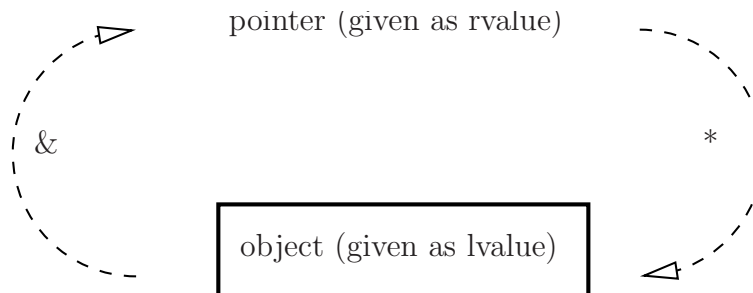 pointer (given as rvalue)
& *
object (given as lvalue)